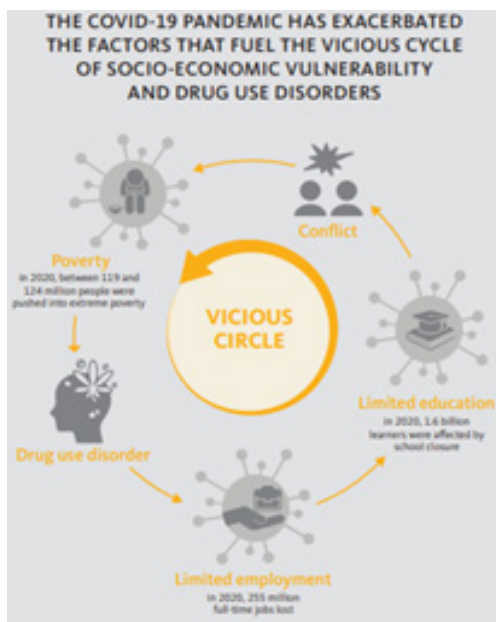 THE COVID-19 PANDEMIC HAS EXACERBATED
THE FACTORS THAT FUEL THE VICIOUS CYCLE
OF SOCIO-ECONOMIC VULNERABILITY
AND DRUG USE DISORDERS
Conflict
Poverty
in 2020, between 119 and
124 million people were
pushed into extreme poverty
VICIOUS
CIRCLE
Limited education
in 2020, 1.6 billion
learners were affected by
school closure
Drug use disorder
Limited employment
in 2020, 255 million
full-time jobs lost